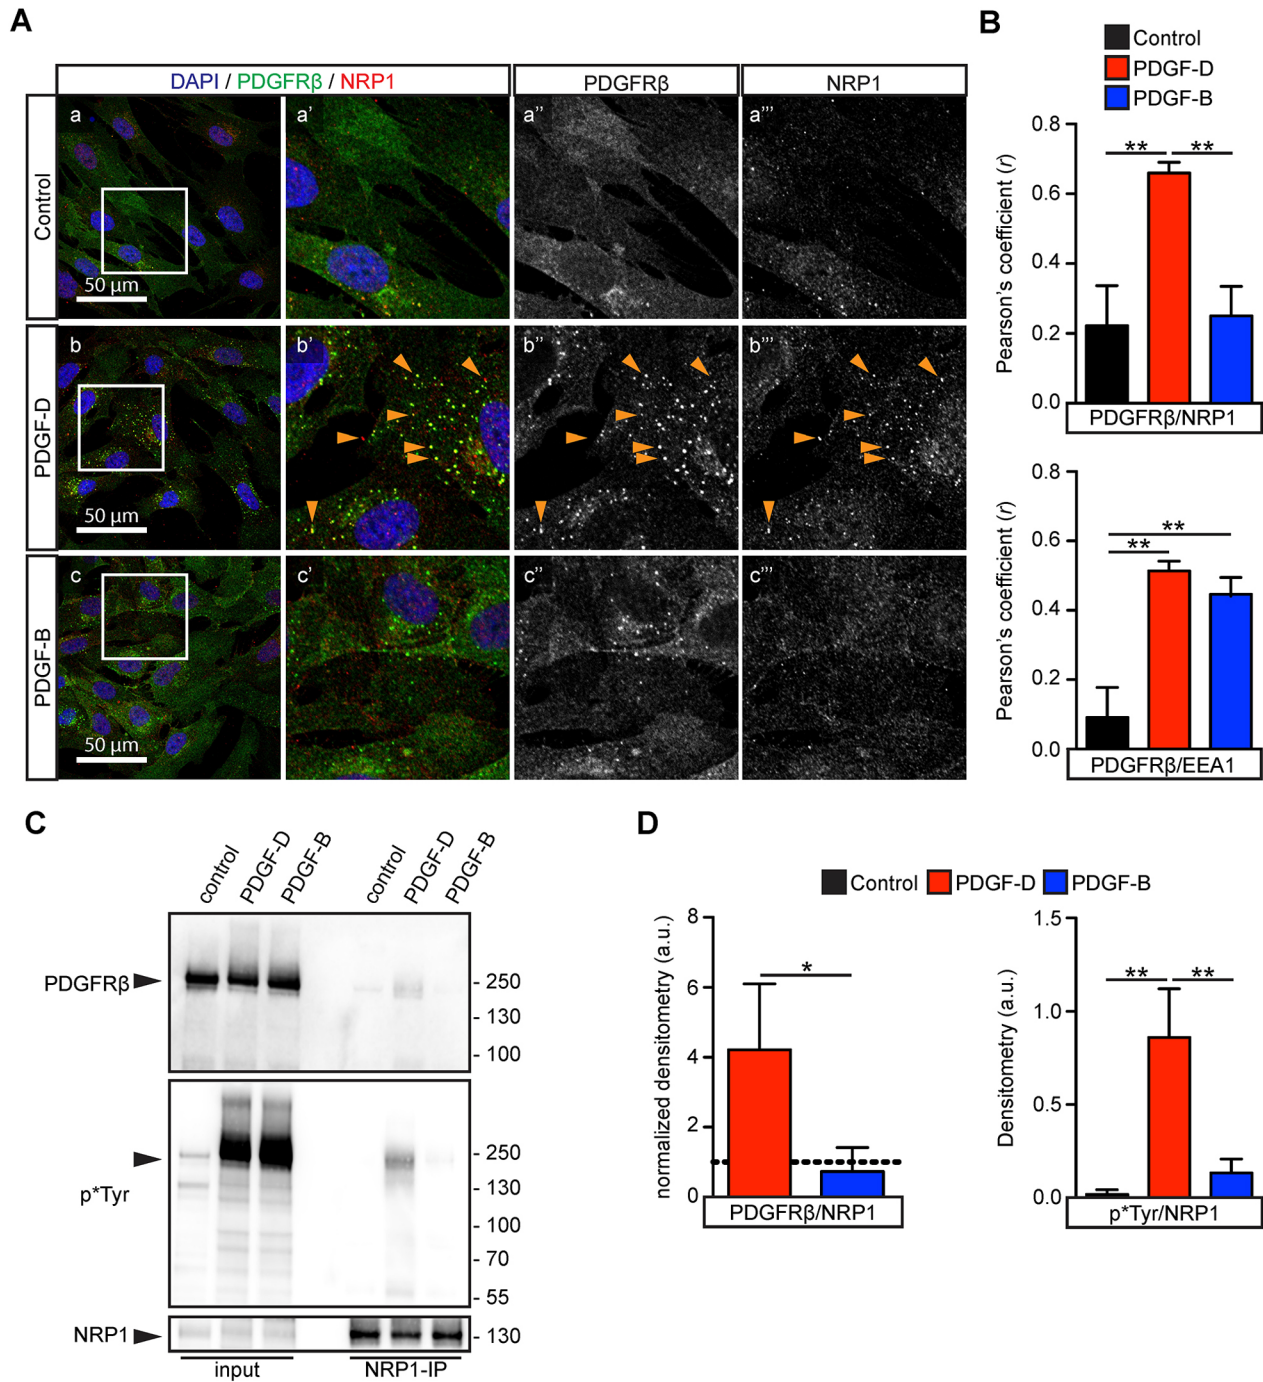 A
DAPI / PDGFRβ / NRP1
PDGFRβ
NRP1
Control
a
a'
a''
a'''
50 µm
PDGF-D
b
b'
b''
b'''
50 µm
PDGF-B
c
c'
c''
c'''
50 µm
B
Control
PDGF-D
PDGF-B
Pearson's coefficient (r)
0.8
0.6
0.4
0.2
0.0
** **
PDGFRβ/NRP1
Pearson's coefficient (r)
0.8
0.6
0.4
0.2
0.0
**
**
PDGFRβ/EEA1
C
control PDGF-D PDGF-B control PDGF-D PDGF-B
PDGFRβ
- 250
- 130
- 100
p*Tyr
- 250
- 130
- 100
- 70
- 55
NRP1
- 130
input NRP1-IP
D
Control PDGF-D PDGF-B
normalized densitometry (a.u.)
8
6
4
2
0
*
PDGFRβ/NRP1
Densitometry (a.u.)
1.5
1.0
0.5
0.0
** **
p*Tyr/NRP1